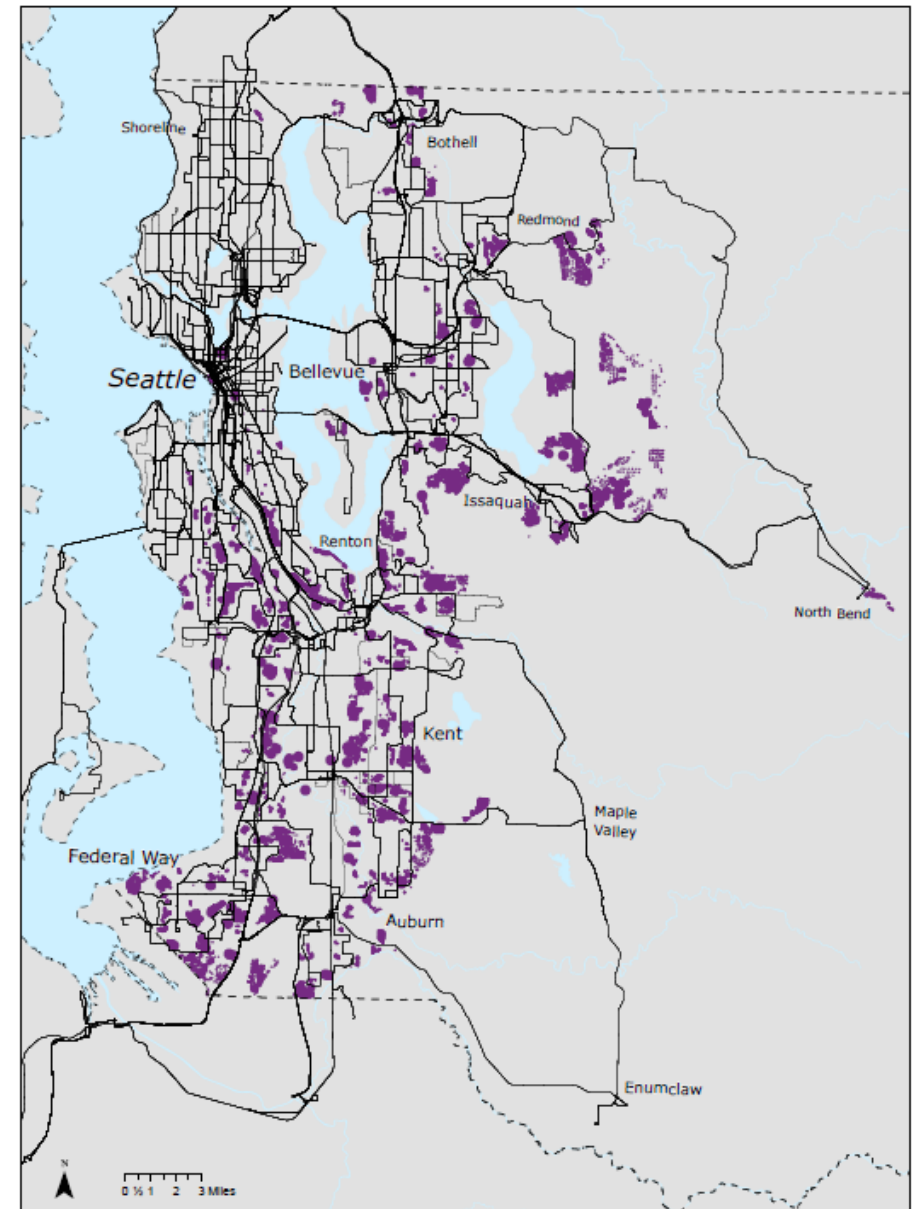 Shoreline
Bothell
Redmond
Seattle
Bellevue
Issaquah
Renton
North Bend
Kent
Maple
Valley
Federal Way
Auburn
Enumclaw
N
0 ½ 1 2 3 Miles